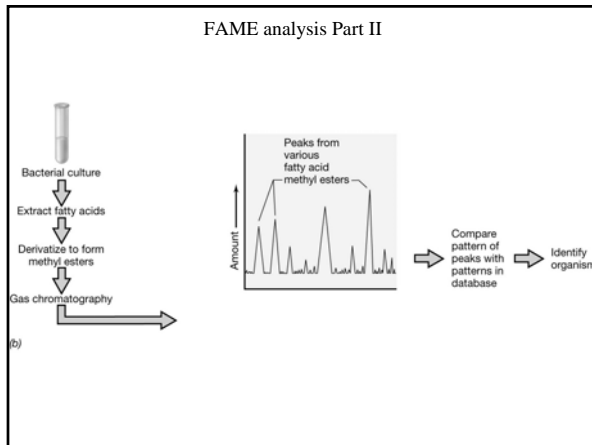 FAME analysis Part II
Bacterial culture
Extract fatty acids
Derivatize to form
methyl esters
Gas chromatography
(b)
Peaks from
various
fatty acid
methyl esters
Amount
Compare
pattern of
peaks with
patterns in
database
Identify
organism